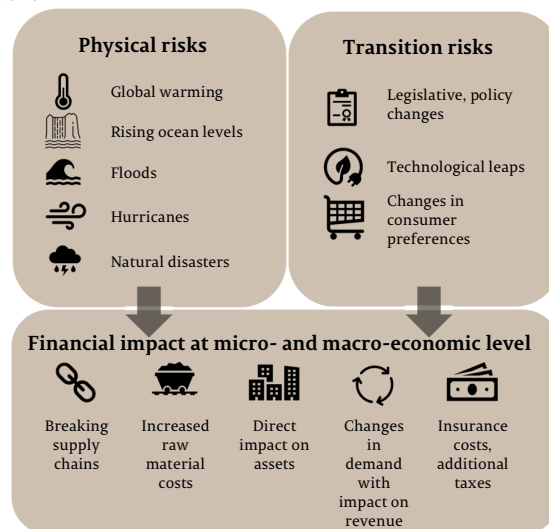 Physical risks
Global warming
Rising ocean levels
Floods
Hurricanes
Natural disasters
Transition risks
Legislative, policy
changes
Technological leaps
Changes in
consumer
preferences
Financial impact at micro- and macro-economic level
Breaking
supply
chains
Increased
raw
material
costs
Direct
impact on
assets
Changes
in
demand
with
impact on
revenue
Insurance
costs,
additional
taxes